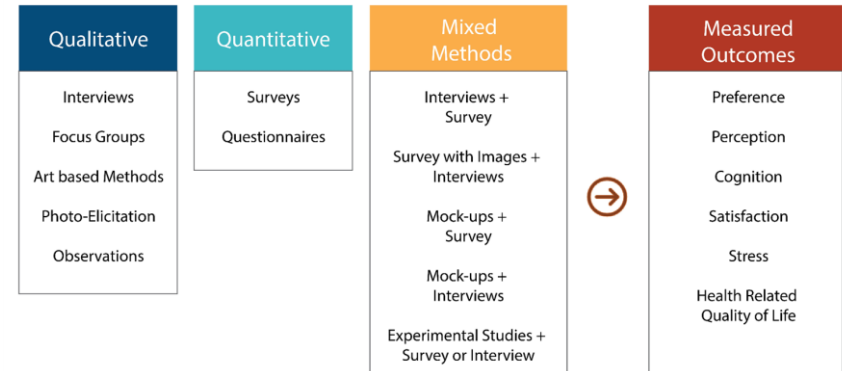 Qualitative
Interviews
Focus Groups
Art based Methods
Photo-Elicitation
Observations
Quantitative
Surveys
Questionnaires
Mixed
Methods
Interviews +
Survey
Survey with Images +
Interviews
Mock-ups +
Survey
Mock-ups +
Interviews
Experimental Studies +
Survey or Interview
Measured
Outcomes
Preference
Perception
Cognition
Satisfaction
Stress
Health Related
Quality of Life